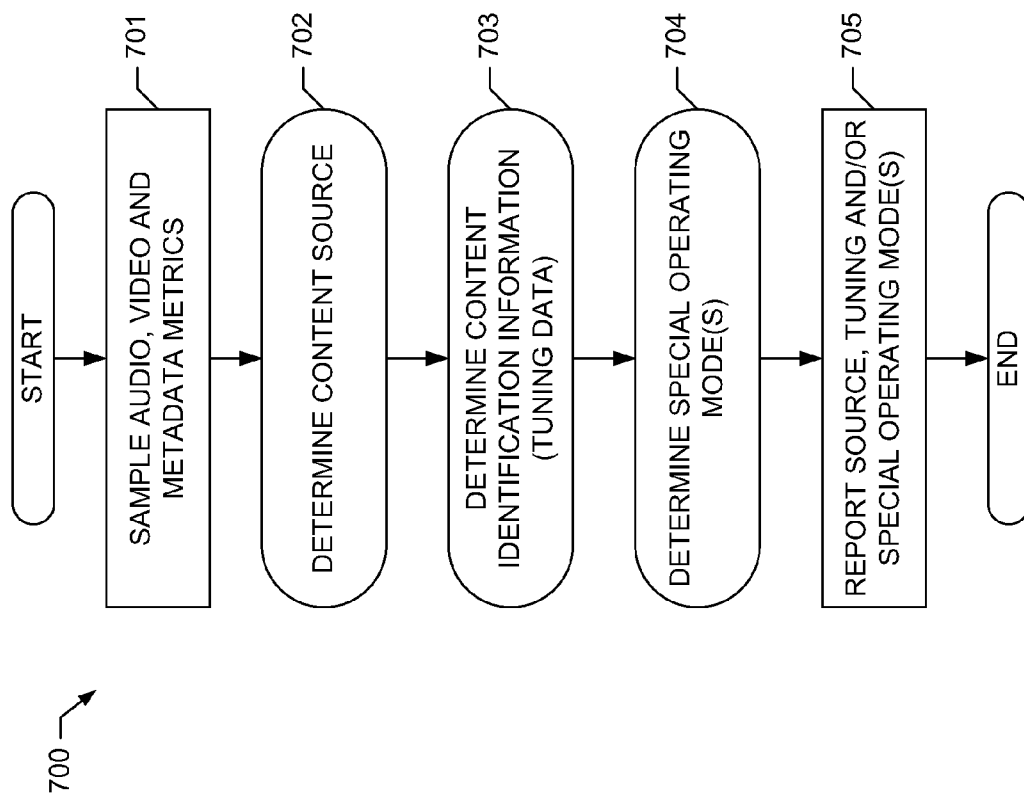 700
START
SAMPLE AUDIO, VIDEO AND
METADATA METRICS
701
DETERMINE CONTENT SOURCE
702
DETERMINE CONTENT
IDENTIFICATION INFORMATION
(TUNING DATA)
703
DETERMINE SPECIAL OPERATING
MODE(S)
704
REPORT SOURCE, TUNING AND/OR
SPECIAL OPERATING MODE(S)
705
END